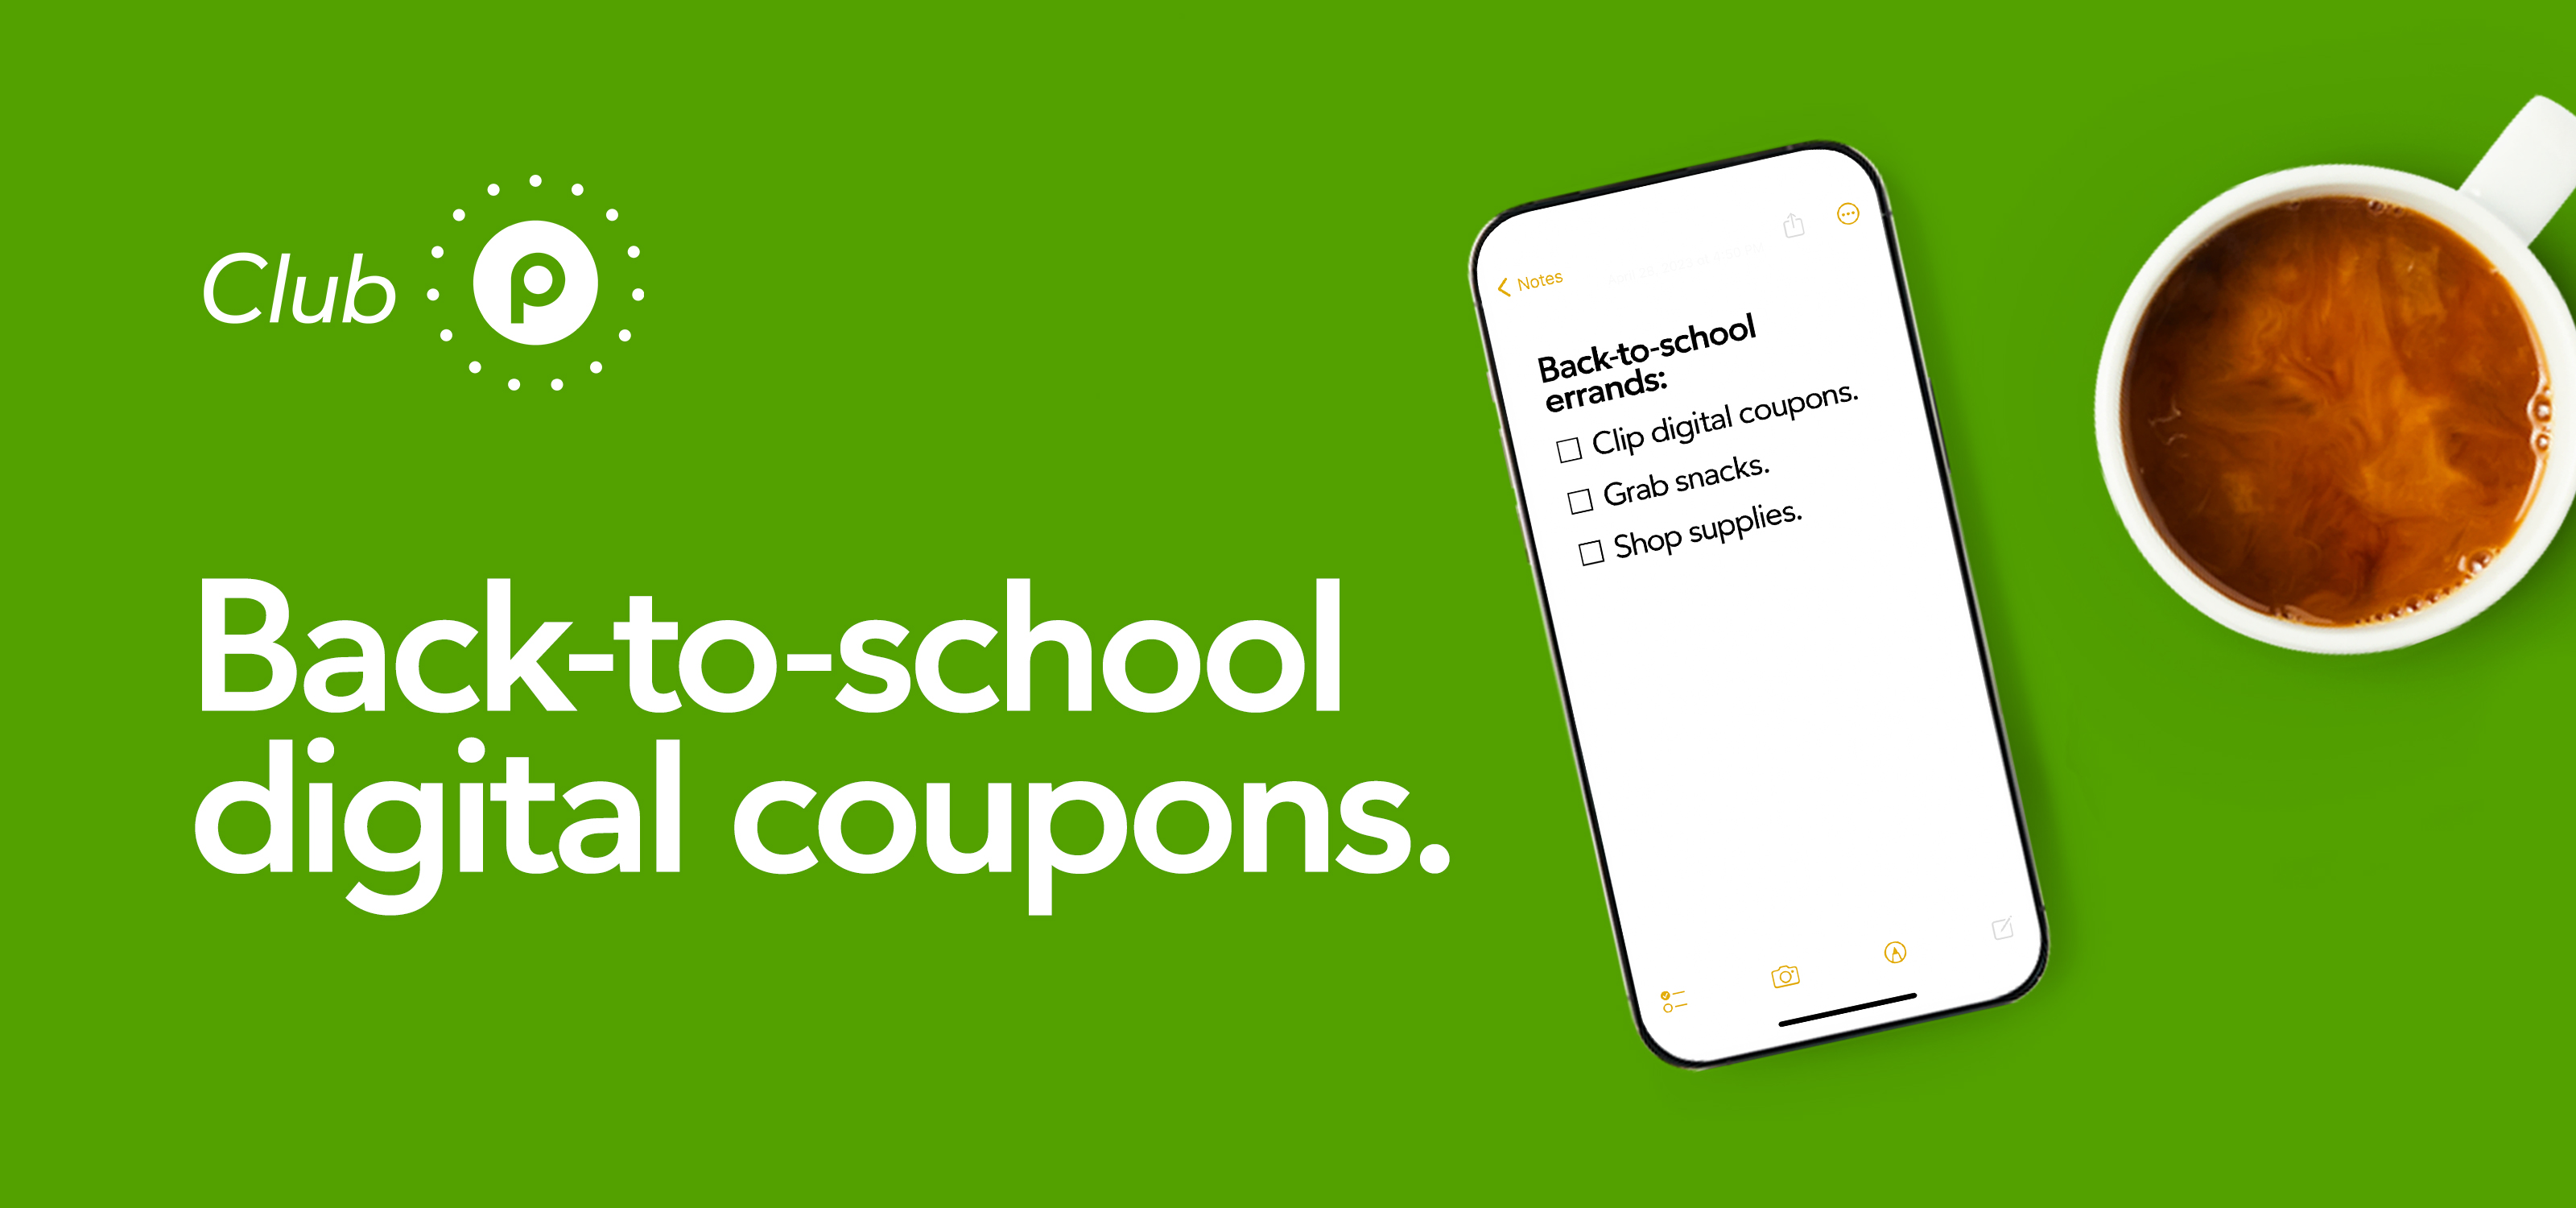 Club P
Back-to-school
digital coupons.
Notes
Back-to-school
errands:
Clip digital coupons.
Grab snacks.
Shop supplies.